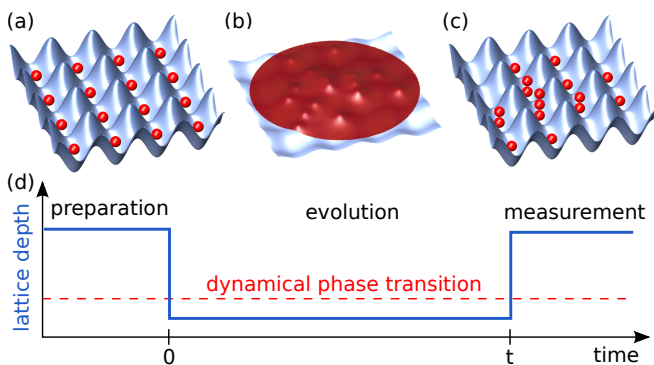 (a)
(b)
(c)
(d)
preparation
evolution
measurement
lattice depth
dynamical phase transition
0
t
time